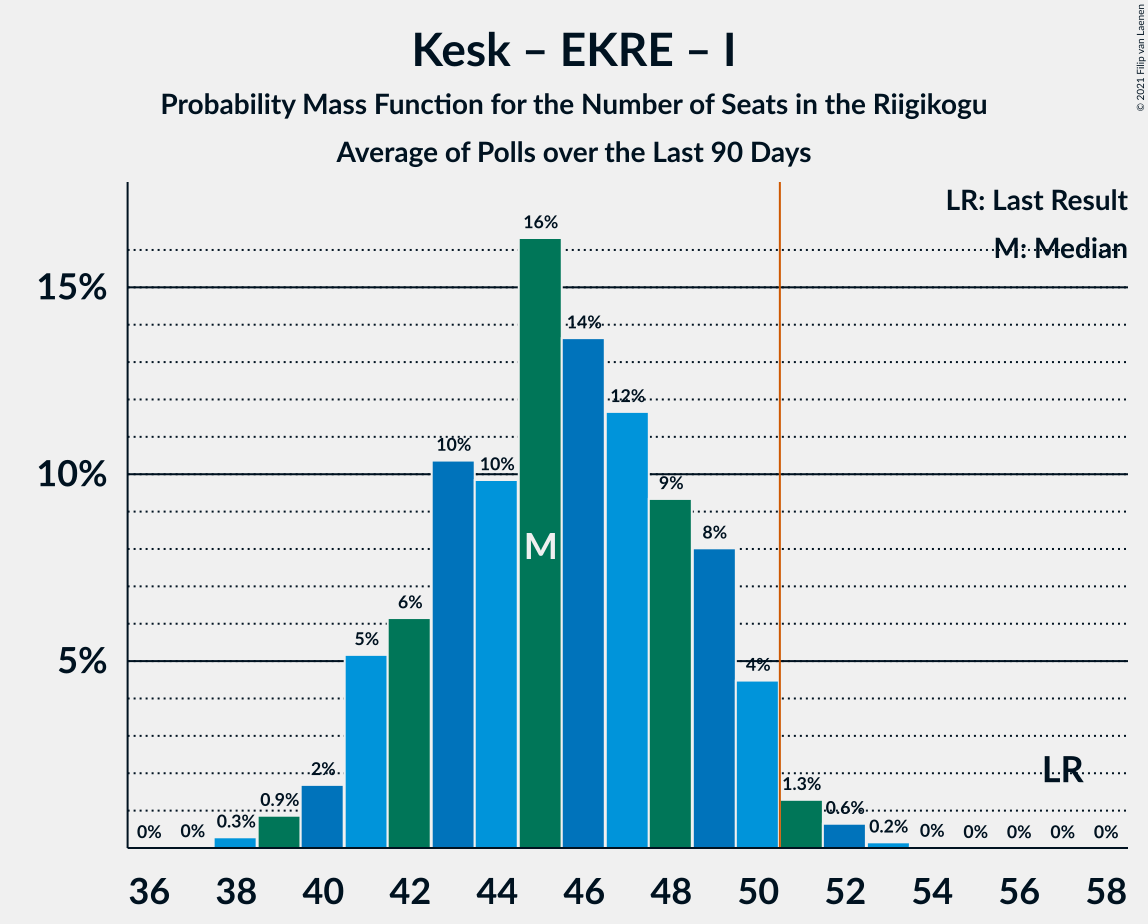 Kesk – EKRE – I
Probability Mass Function for the Number of Seats in the Riigikogu
Average of Polls over the Last 90 Days
© 2021 Filip van Laenen
LR: Last Result
M: Median
15%
10%
5%
0% 0% 0.3% 0.9% 2% 5% 6% 10% 10% 16% 14% 12% 9% 8% 4% 1.3% 0.6% 0.2% 0% 0% 0% 0% 0%
M
LR
36 38 40 42 44 46 48 50 52 54 56 58